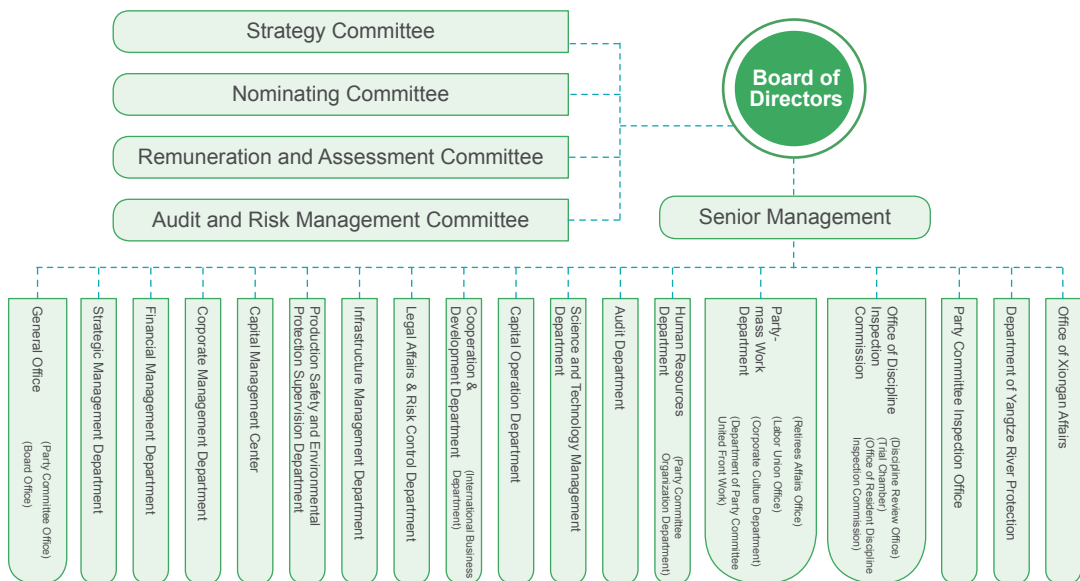 Strategy Committee
Nominating Committee
Remuneration and Assessment Committee
Audit and Risk Management Committee
Board of
Directors
Senior Management
General Office
(Party Committee Office)
(Board Office)
Strategic Management Department
Financial Management Department
Corporate Management Department
Capital Management Center
Production Safety and Environmental
Protection Supervision Department
Infrastructure Management Department
Legal Affairs & Risk Control Department
Cooperation &
Development Department
(International Business
Department)
Capital Operation Department
Science and Technology Management
Department
Audit Department
Human Resources
Department
(Party Committee
Organization Department)
Party-
mass Work
Department
(Retirees Affairs Office)
(Labor Union Office)
(Corporate Culture Department)
(Department of Party Committee
United Front Work)
Office of Discipline
Inspection
Commission
(Discipline Review Office)
(Trial Chamber)
(Office of Resident Discipline
Inspection Commission)
Party Committee Inspection Office
Department of Yangtze River Protection
Office of Xiongan Affairs